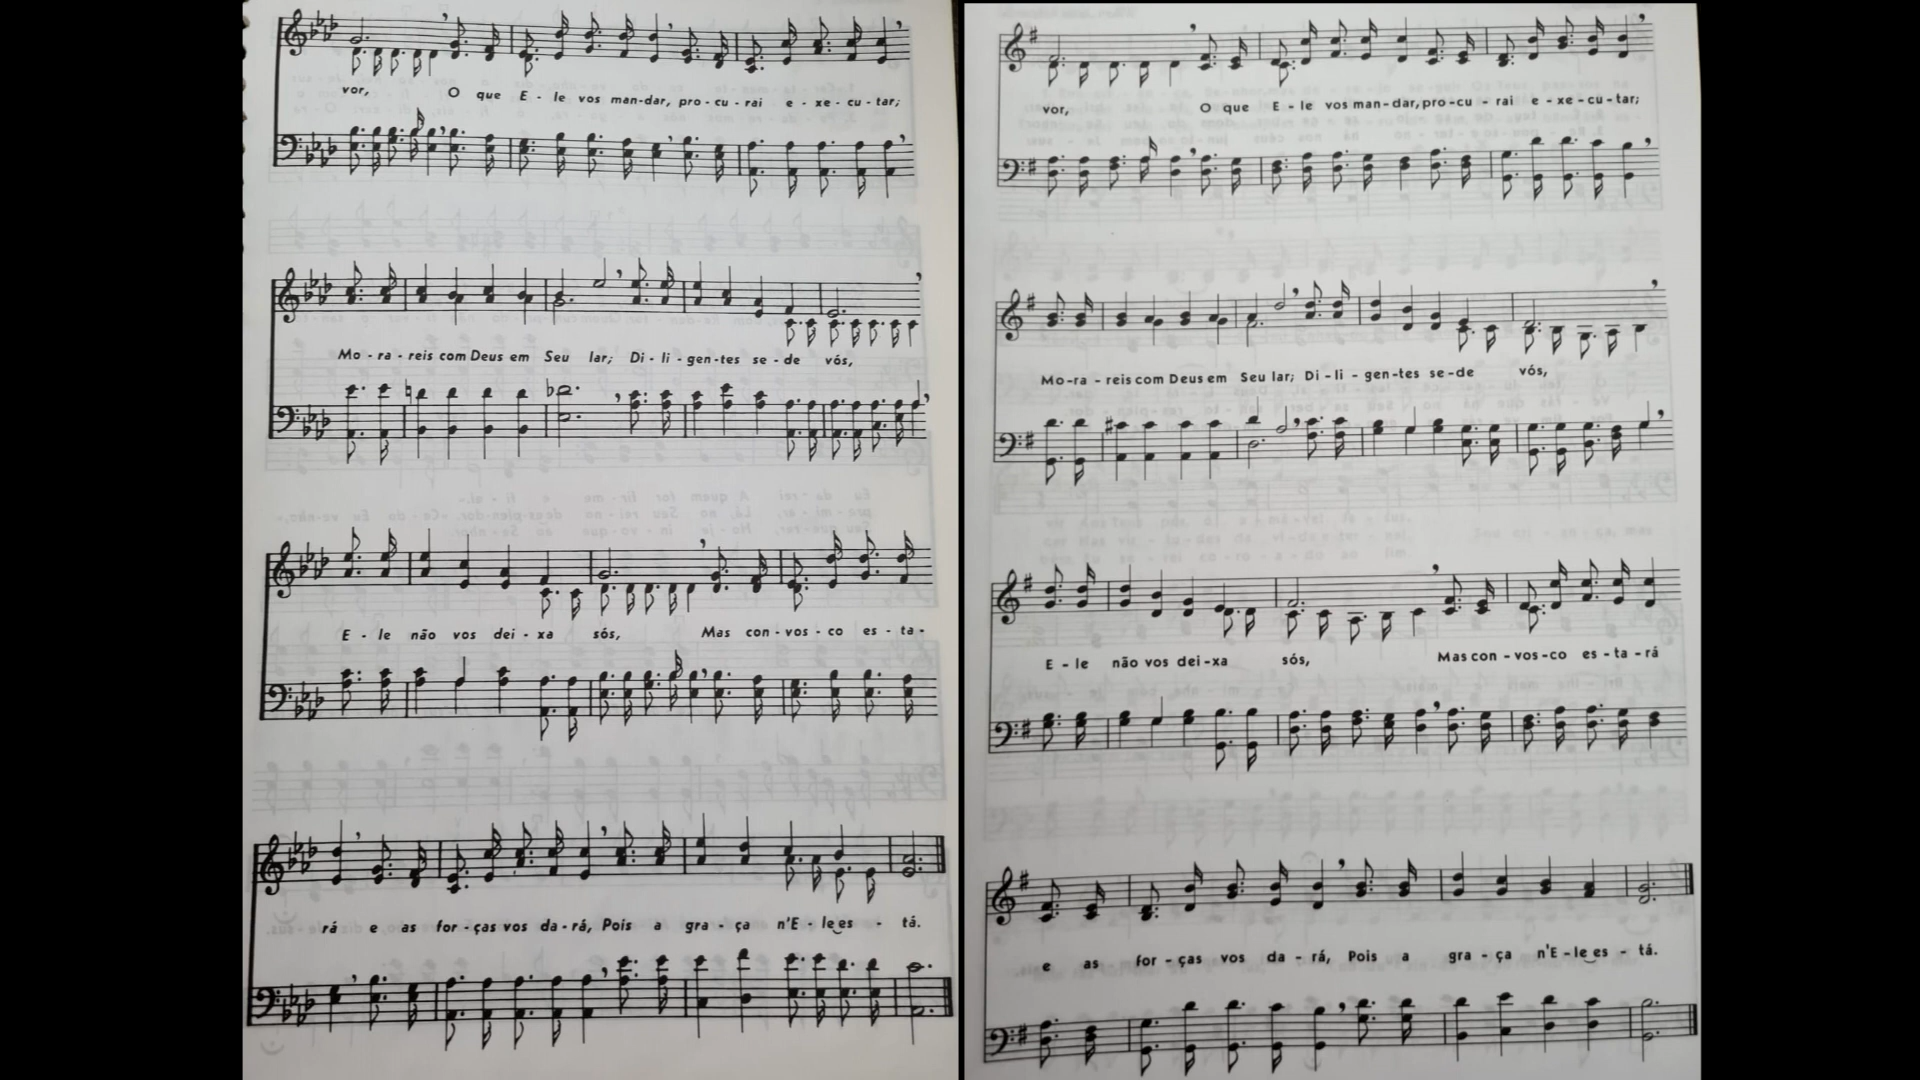 vor, O que E - le vos man-dar, pro - cu - rai e - xe - cu - tar;
Mo - ra - reis com Deus em Seu lar; Di - li - gen-tes se - de vós,
E - le não vos dei - xa sós, Mas con - vos - co es - ta -
rá e as for - ças vos da - rá, Pois a gra - ça n'E - le es - tá.
vor, O que E - le vos man-dar, pro-cu - rai e - xe - cu - tar;
Mo-ra - reis com Deus em Seu lar; Di - li - gen-tes se-de vós,
E - le não vos dei-xa sós, Mas con - vos-co es - ta - rá
e as for - ças vos da - rá, Pois a gra - ça n'E - le es - tá.